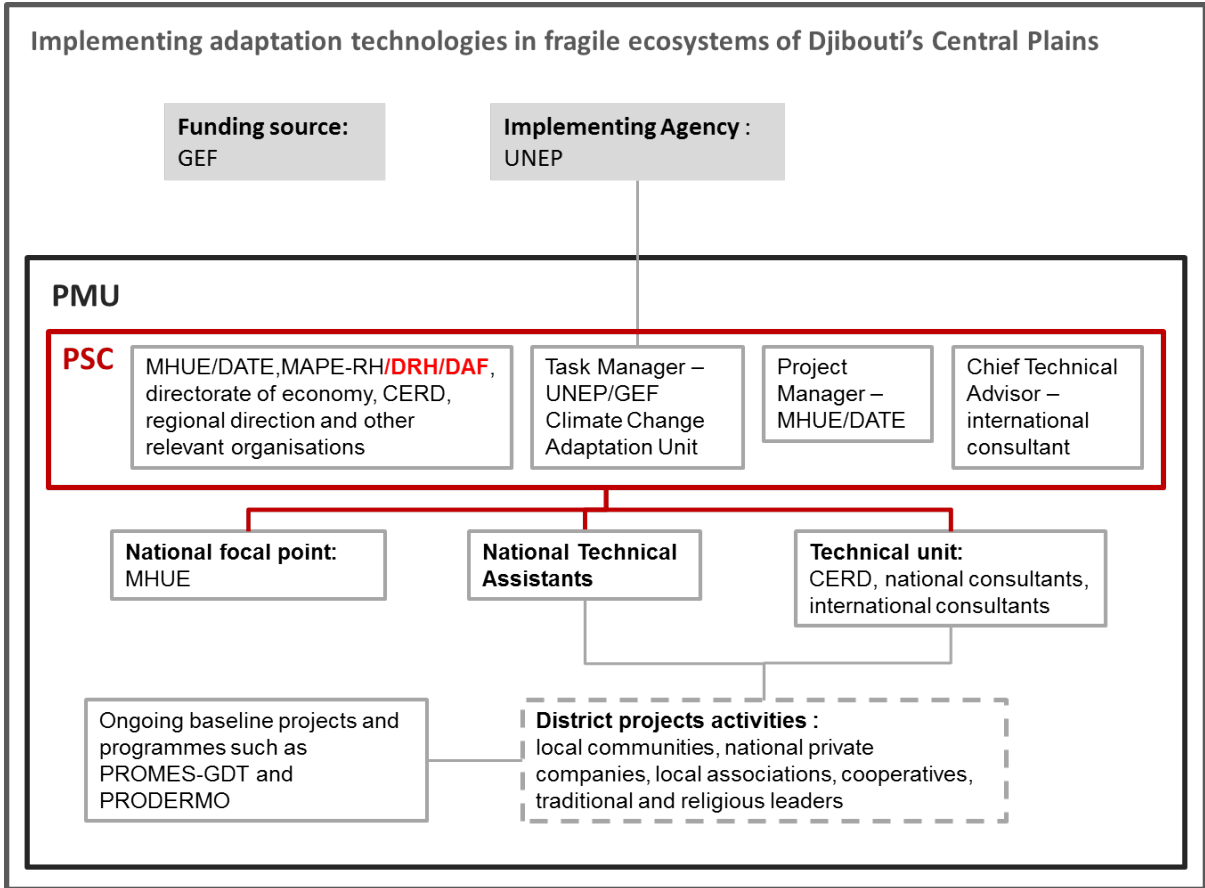 Implementing adaptation technologies in fragile ecosystems of Djibouti's Central Plains
Funding source:
GEF
Implementing Agency :
UNEP
PMU
PSC
MHUE/DATE,MAPE-RH/DRH/DAF,
directorate of economy, CERD,
regional direction and other
relevant organisations
Task Manager –
UNEP/GEF
Climate Change
Adaptation Unit
Project
Manager –
MHUE/DATE
Chief Technical
Advisor –
international
consultant
National focal point:
MHUE
National Technical
Assistants
Technical unit:
CERD, national consultants,
international consultants
Ongoing baseline projects and
programmes such as
PROMES-GDT and
PRODERMO
District projects activities :
local communities, national private
companies, local associations, cooperatives,
traditional and religious leaders